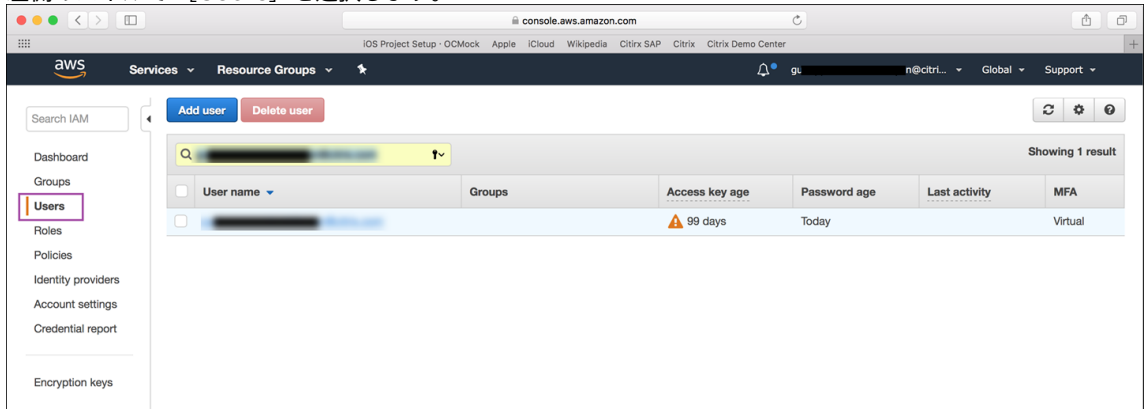 console.aws.amazon.com
iOS Project Setup · OCMock Apple iCloud Wikipedia Citirx SAP Citrix Citrix Demo Center
aws Services Resource Groups gu n@citri... Global Support
Search IAM
Add user Delete user
Dashboard
Showing 1 result
Groups
User name Groups Access key age Password age Last activity MFA
Users
99 days Today Virtual
Roles
Policies
Identity providers
Account settings
Credential report
Encryption keys